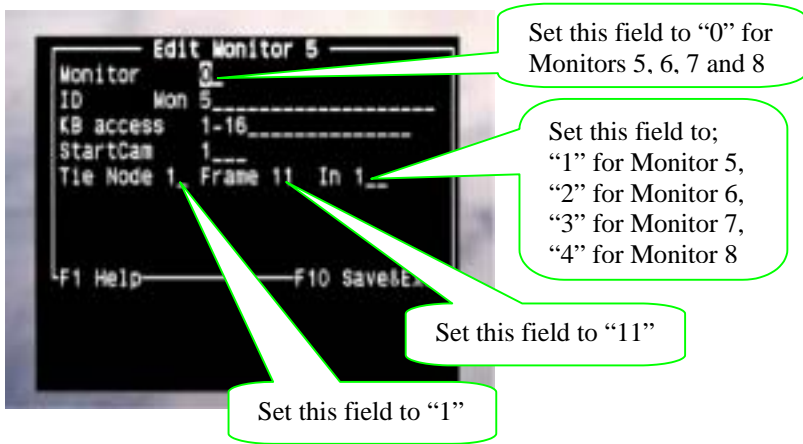 Edit Monitor 5
Monitor 0_
ID Mon 5
KB access 1-16
StartCam 1
Tie Node 1_ Frame 11 In 1
F1 Help
F10 Save&E
Set this field to “0” for
Monitors 5, 6, 7 and 8
Set this field to;
“1” for Monitor 5,
“2” for Monitor 6,
“3” for Monitor 7,
“4” for Monitor 8
Set this field to “11”
Set this field to “1”